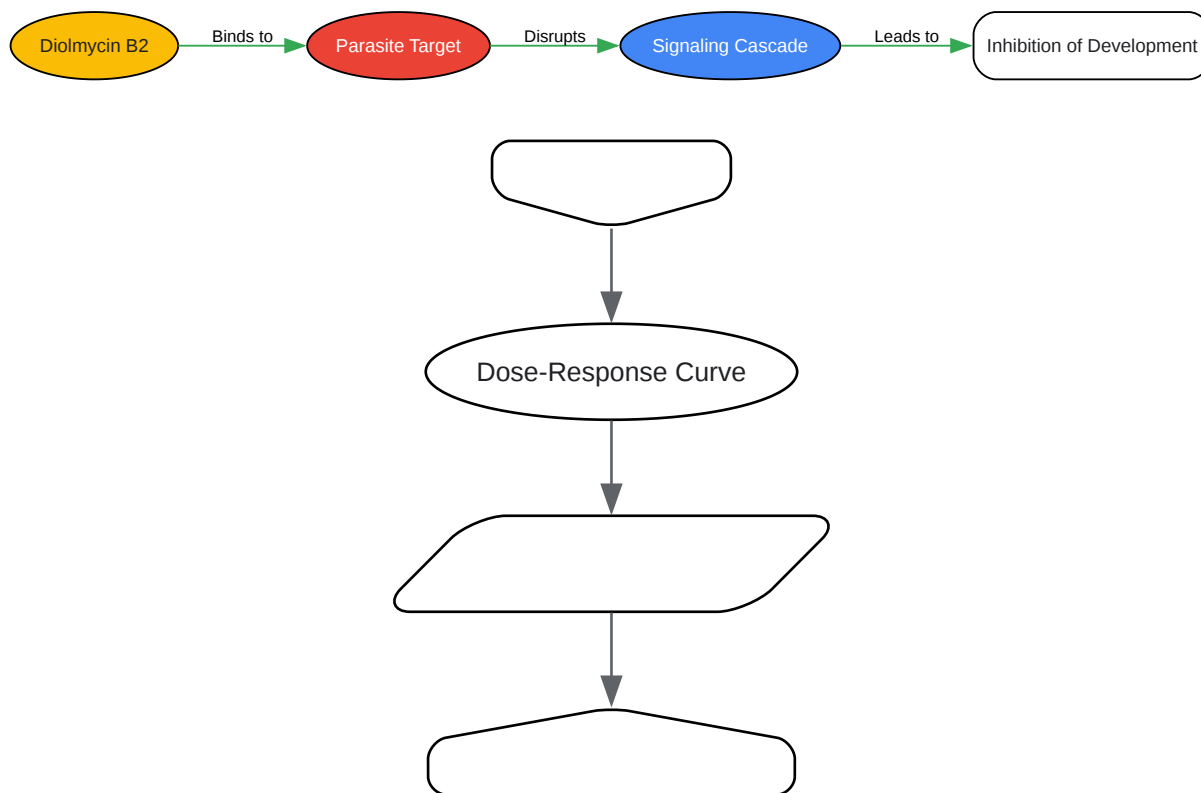 Diolmycin B2
Binds to
Parasite Target
Disrupts
Signaling Cascade
Leads to
Inhibition of Development
Dose-Response Curve